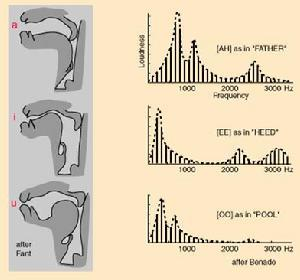 a
i
u
after
Fant
Loudness
[AH] as in "FATHER"
1000 2000 3000 Hz
Frequency
[EE] as in "HEED"
1000 2000 3000 Hz
[OO] as in "POOL"
1000 2000 3000 Hz
after Benade